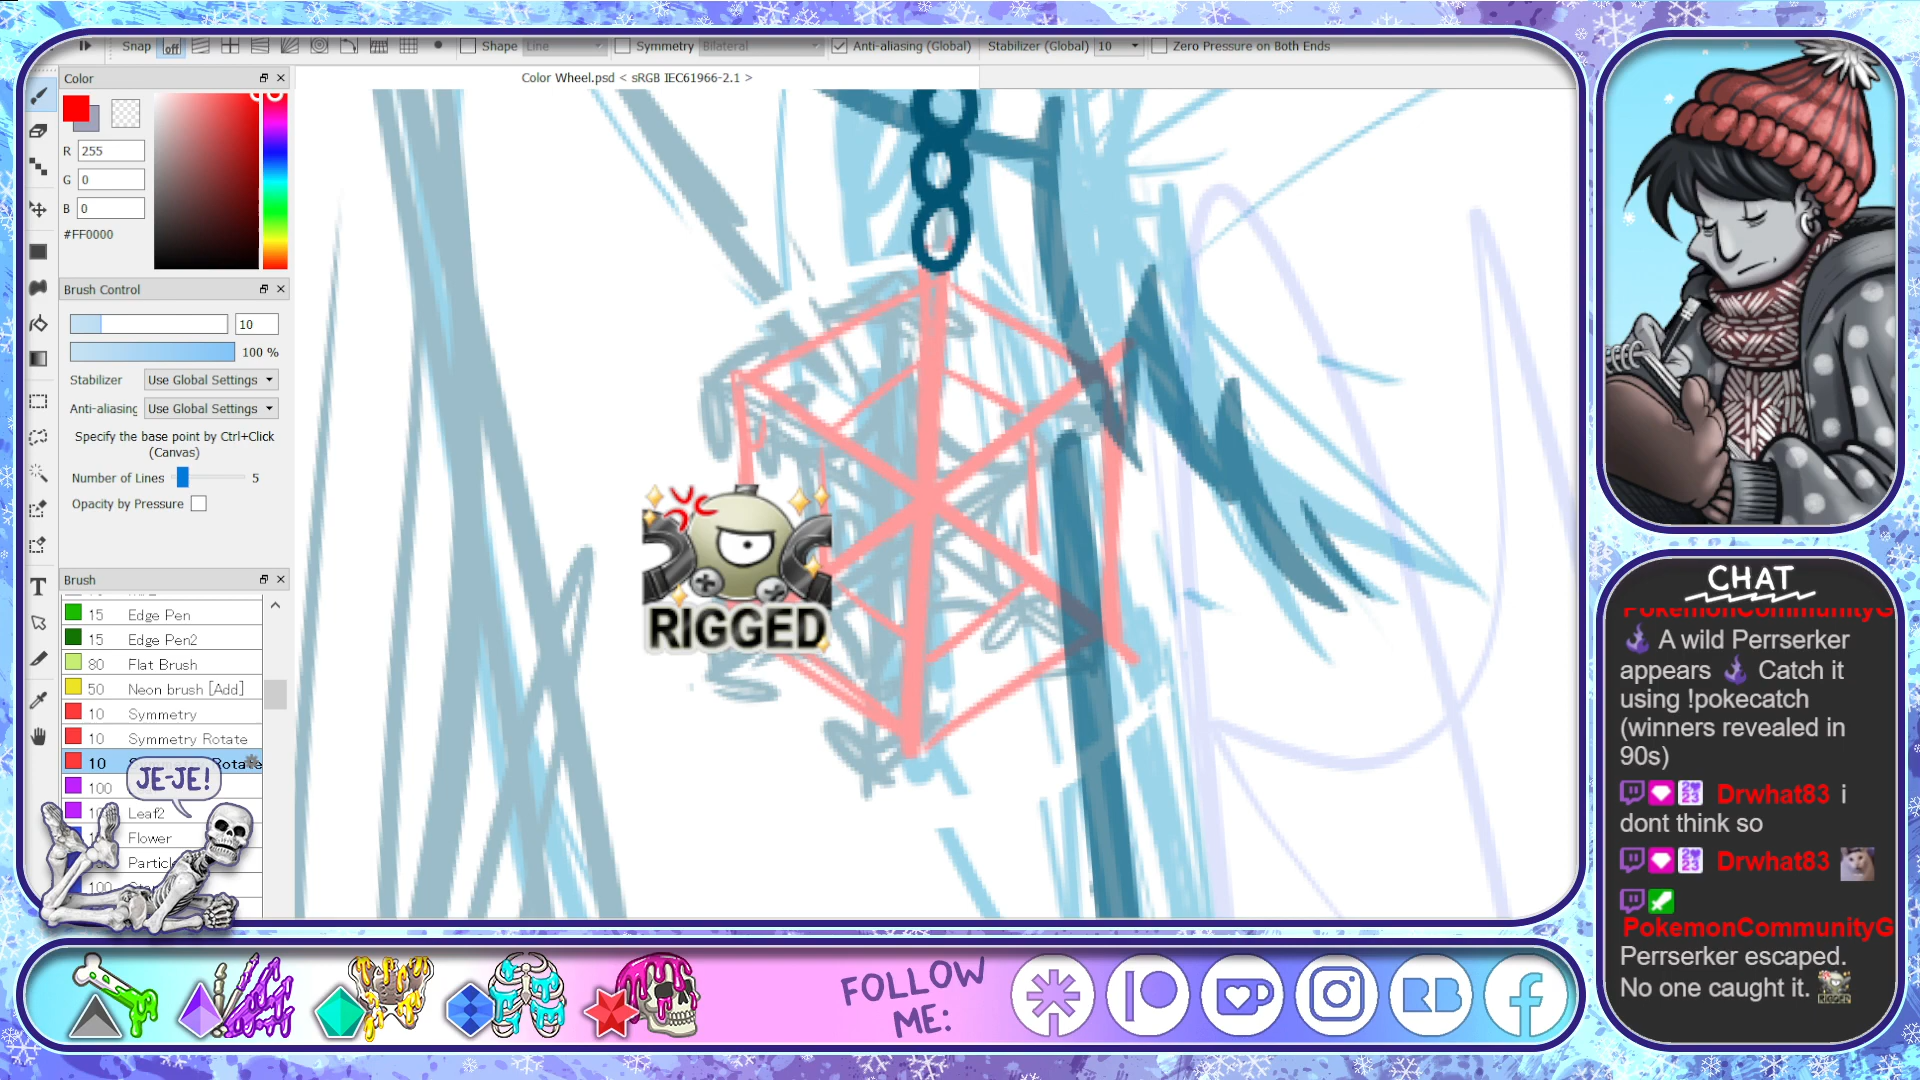 Snap off Shape Line Symmetry Bilateral Anti-aliasing (Global) Stabilizer (Global) 10 Zero Pressure on Both Ends
Color
Color Wheel.psd < sRGB IEC61966-2.1 >
R 255
G 0
B 0
#FF0000
Brush Control
10
100 %
Stabilizer Use Global Settings
Anti-aliasing Use Global Settings
Specify the base point by Ctrl+Click
(Canvas)
Number of Lines 5
Opacity by Pressure
Brush
15 Edge Pen
15 Edge Pen2
80 Flat Brush
50 Neon brush [Add]
10 Symmetry
10 Symmetry Rotate
10
100
Leaf2
Flower
100
JE-JE!
T
RIGGED
FOLLOW
ME:
RB
CHAT
PokemonCommunityG
A wild Perrserker
appears Catch it
using !pokecatch
(winners revealed in
90s)
Drwhat83 i
dont think so
Drwhat83
PokemonCommunityG
Perrserker escaped.
No one caught it.